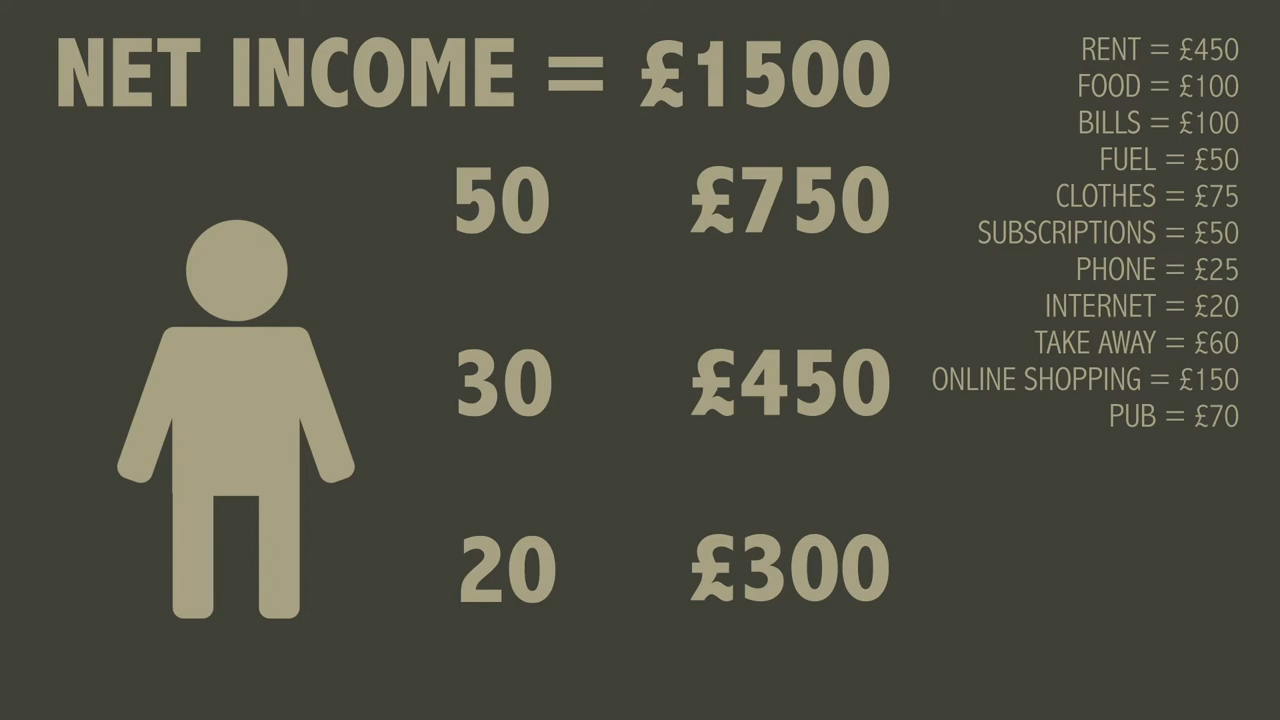 NET INCOME = £1500
50 £750
30 £450
20 £300
RENT = £450
FOOD = £100
BILLS = £100
FUEL = £50
CLOTHES = £75
SUBSCRIPTIONS = £50
PHONE = £25
INTERNET = £20
TAKE AWAY = £60
ONLINE SHOPPING = £150
PUB = £70